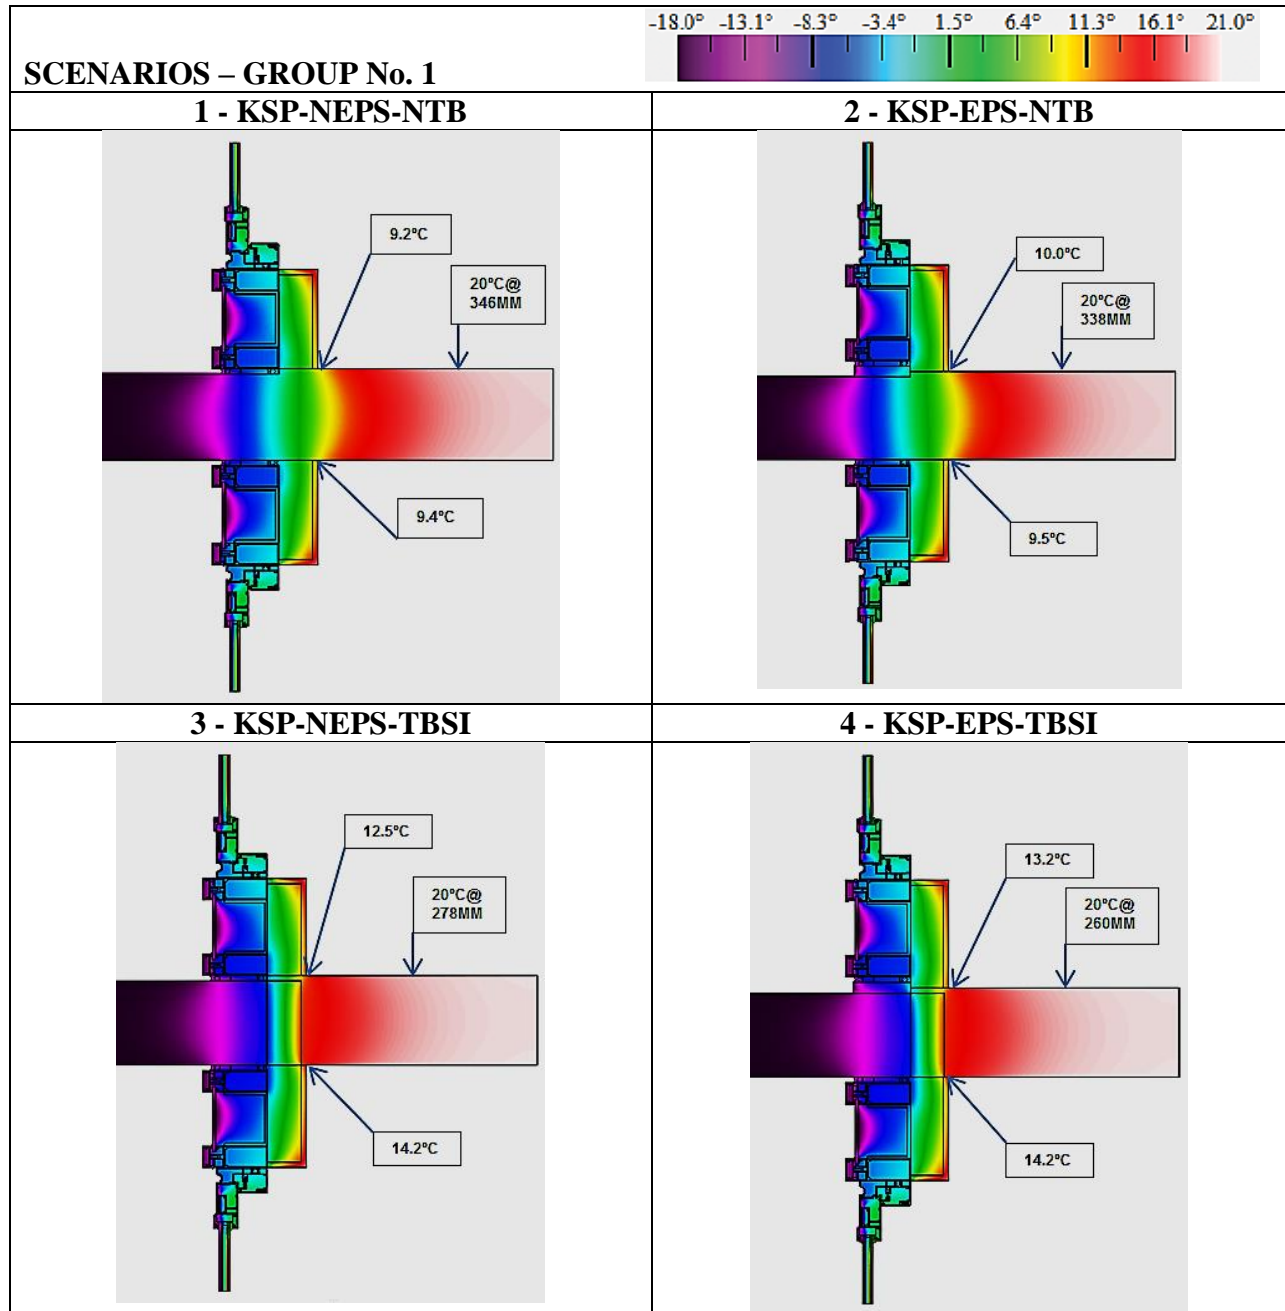 -18.0° -13.1° -8.3° -3.4° 1.5° 6.4° 11.3° 16.1° 21.0°
SCENARIOS – GROUP No. 1
1 - KSP-NEPS-NTB
2 - KSP-EPS-NTB
9.2°C
20°C@
346MM
9.4°C
10.0°C
20°C@
338MM
9.5°C
3 - KSP-NEPS-TBSI
4 - KSP-EPS-TBSI
12.5°C
20°C@
278MM
14.2°C
13.2°C
20°C@
260MM
14.2°C